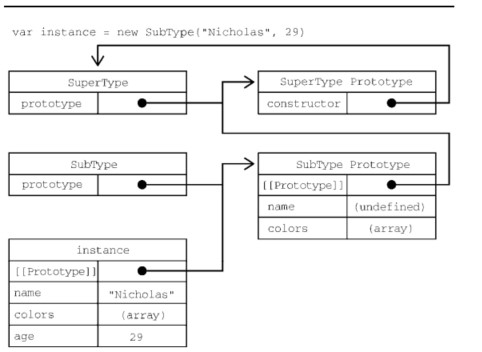 var instance = new SubType("Nicholas", 29)
SuperType
prototype
SuperType Prototype
constructor
SubType
prototype
SubType Prototype
[[Prototype]]
name (undefined)
colors (array)
instance
[[Prototype]]
name "Nicholas"
colors (array)
age 29